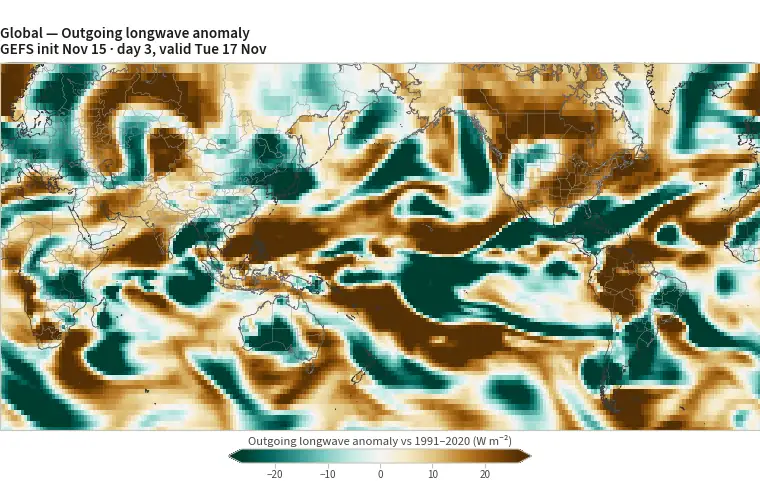 Global — Outgoing longwave anomaly
GEFS init Nov 15 · day 3, valid Tue 17 Nov
Outgoing longwave anomaly vs 1991–2020 (W m⁻²)
−20 −10 0 10 20